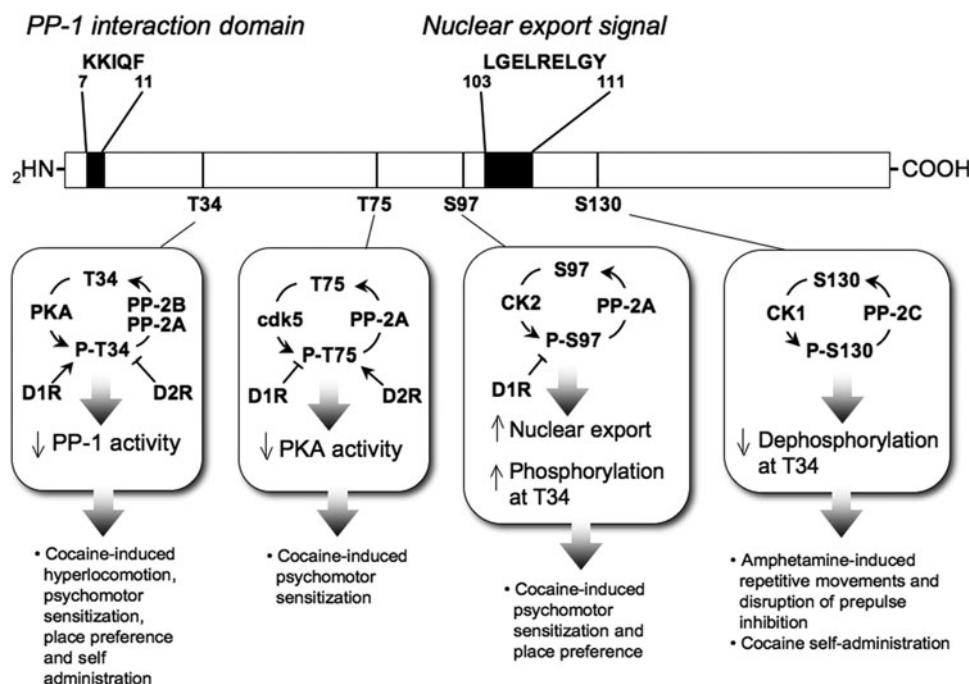 PP-1 interaction domain
Nuclear export signal
KKIQF
LGELRELGY
7
11
103
111
2HN
COOH
T34
T75
S97
S130
T34
PKA
PP-2B
PP-2A
P-T34
D1R
D2R
↓ PP-1 activity
T75
cdk5
PP-2A
P-T75
D1R
D2R
↓ PKA activity
S97
CK2
PP-2A
P-S97
D1R
↑ Nuclear export
↑ Phosphorylation
at T34
S130
CK1
PP-2C
P-S130
↓ Dephosphorylation
at T34
• Cocaine-induced
hyperlocomotion,
psychomotor
sensitization,
place preference
and self
administration
• Cocaine-induced
psychomotor
sensitization.
• Cocaine-induced
psychomotor
sensitization and
place preference
• Amphetamine-induced
repetitive movements and
disruption of prepulse
inhibition
• Cocaine self-administration